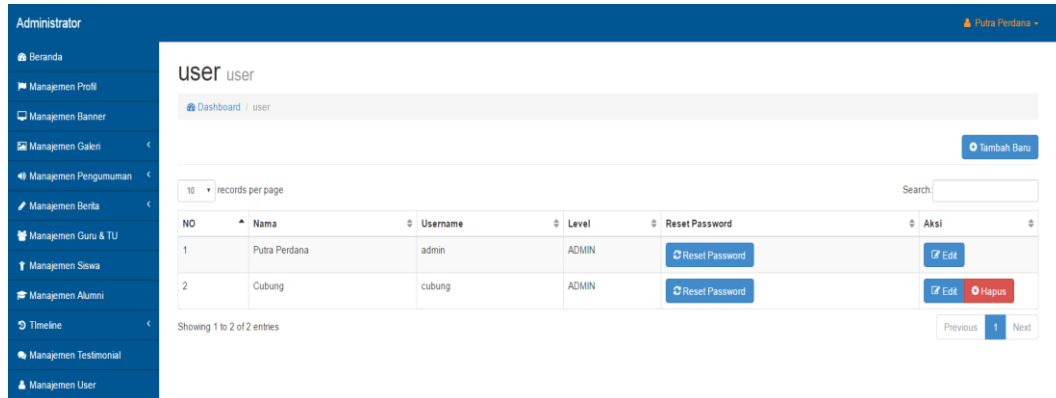 Administrator
Putra Perdana
Beranda
Manajemen Profil
Manajemen Banner
Manajemen Galeri
Manajemen Pengumuman
Manajemen Berita
Manajemen Guru & TU
Manajemen Siswa
Manajemen Alumni
TImeline
Manajemen Testimonial
Manajemen User
user user
Dashboard / user
Tambah Baru
10 records per page
Search:
NO Nama Username Level Reset Password Aksi
1 Putra Perdana admin ADMIN Reset Password Edit
2 Cubung cubung ADMIN Reset Password Edit Hapus
Showing 1 to 2 of 2 entries
Previous 1 Next